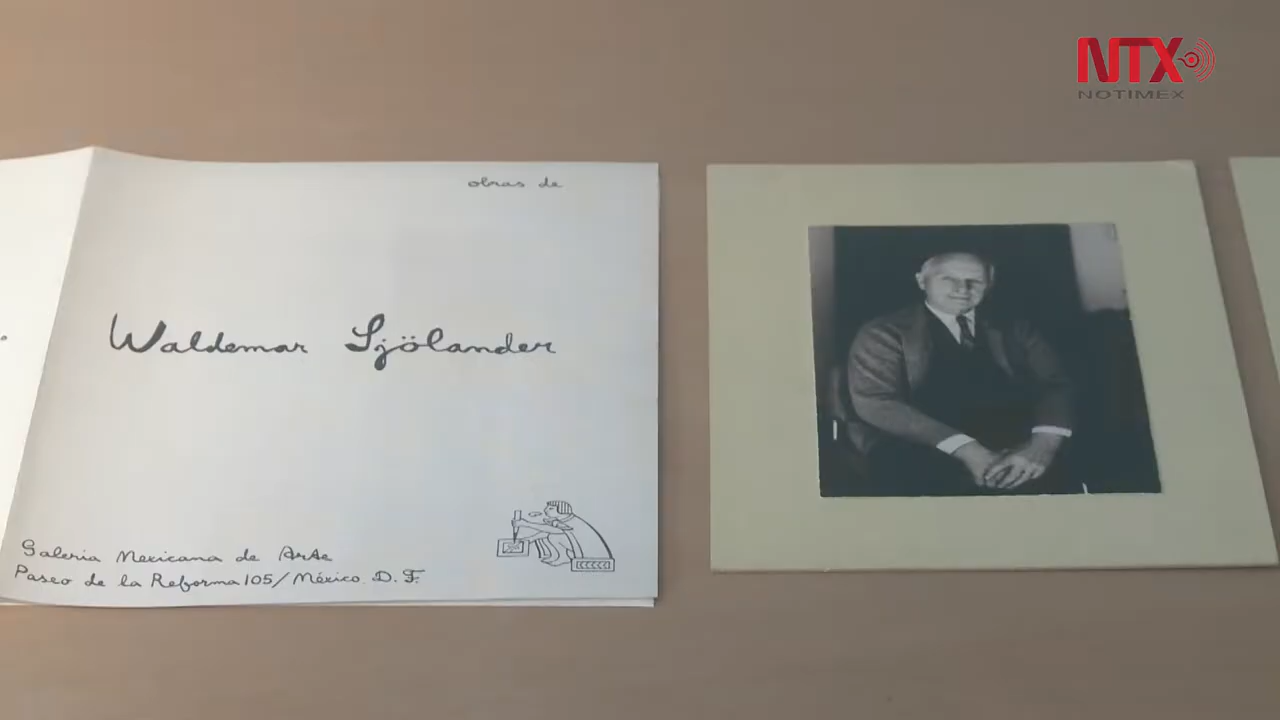 NTX
NOTIMEX
obras de
Waldemar Sjölander
Galeria Mexicana de Arte
Paseo de la Reforma 105/ México. D. F.